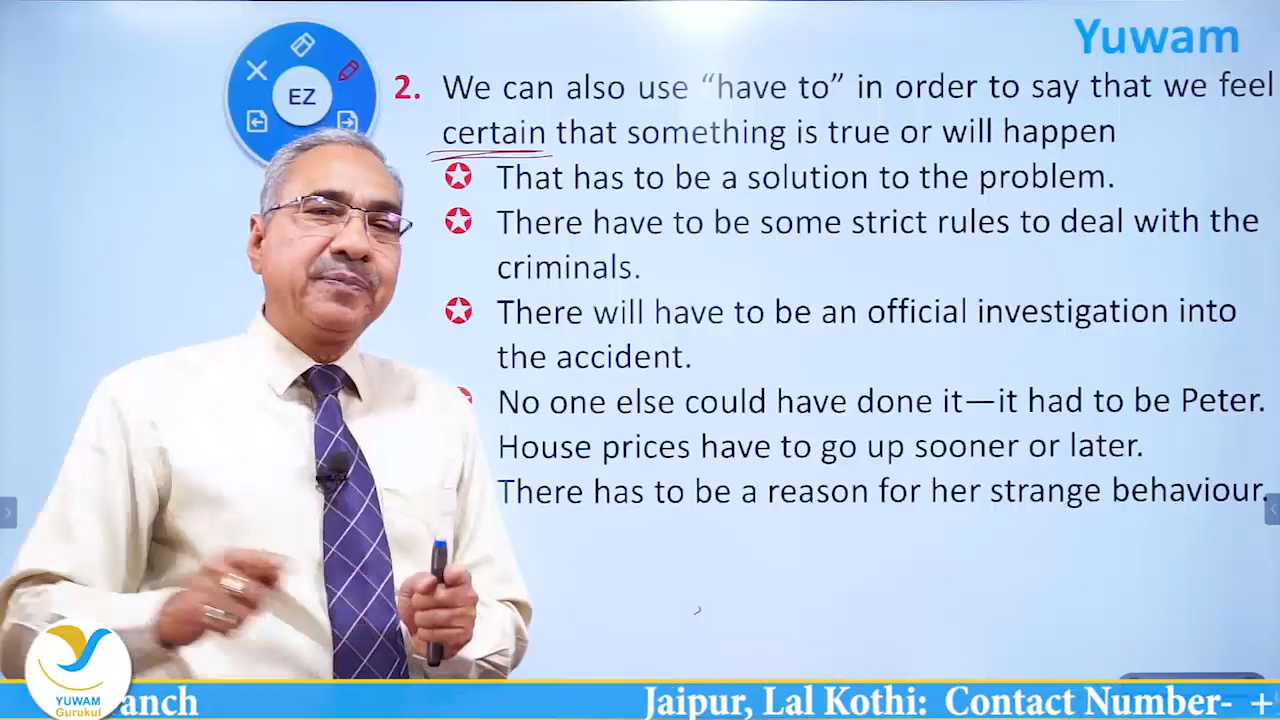 Yuwam
EZ
2. We can also use “have to” in order to say that we feel
certain that something is true or will happen
That has to be a solution to the problem.
There have to be some strict rules to deal with the
criminals.
There will have to be an official investigation into
the accident.
No one else could have done it—it had to be Peter.
House prices have to go up sooner or later.
There has to be a reason for her strange behaviour.
YUWAM
Gurukul
anch Jaipur, Lal Kothi: Contact Number- +